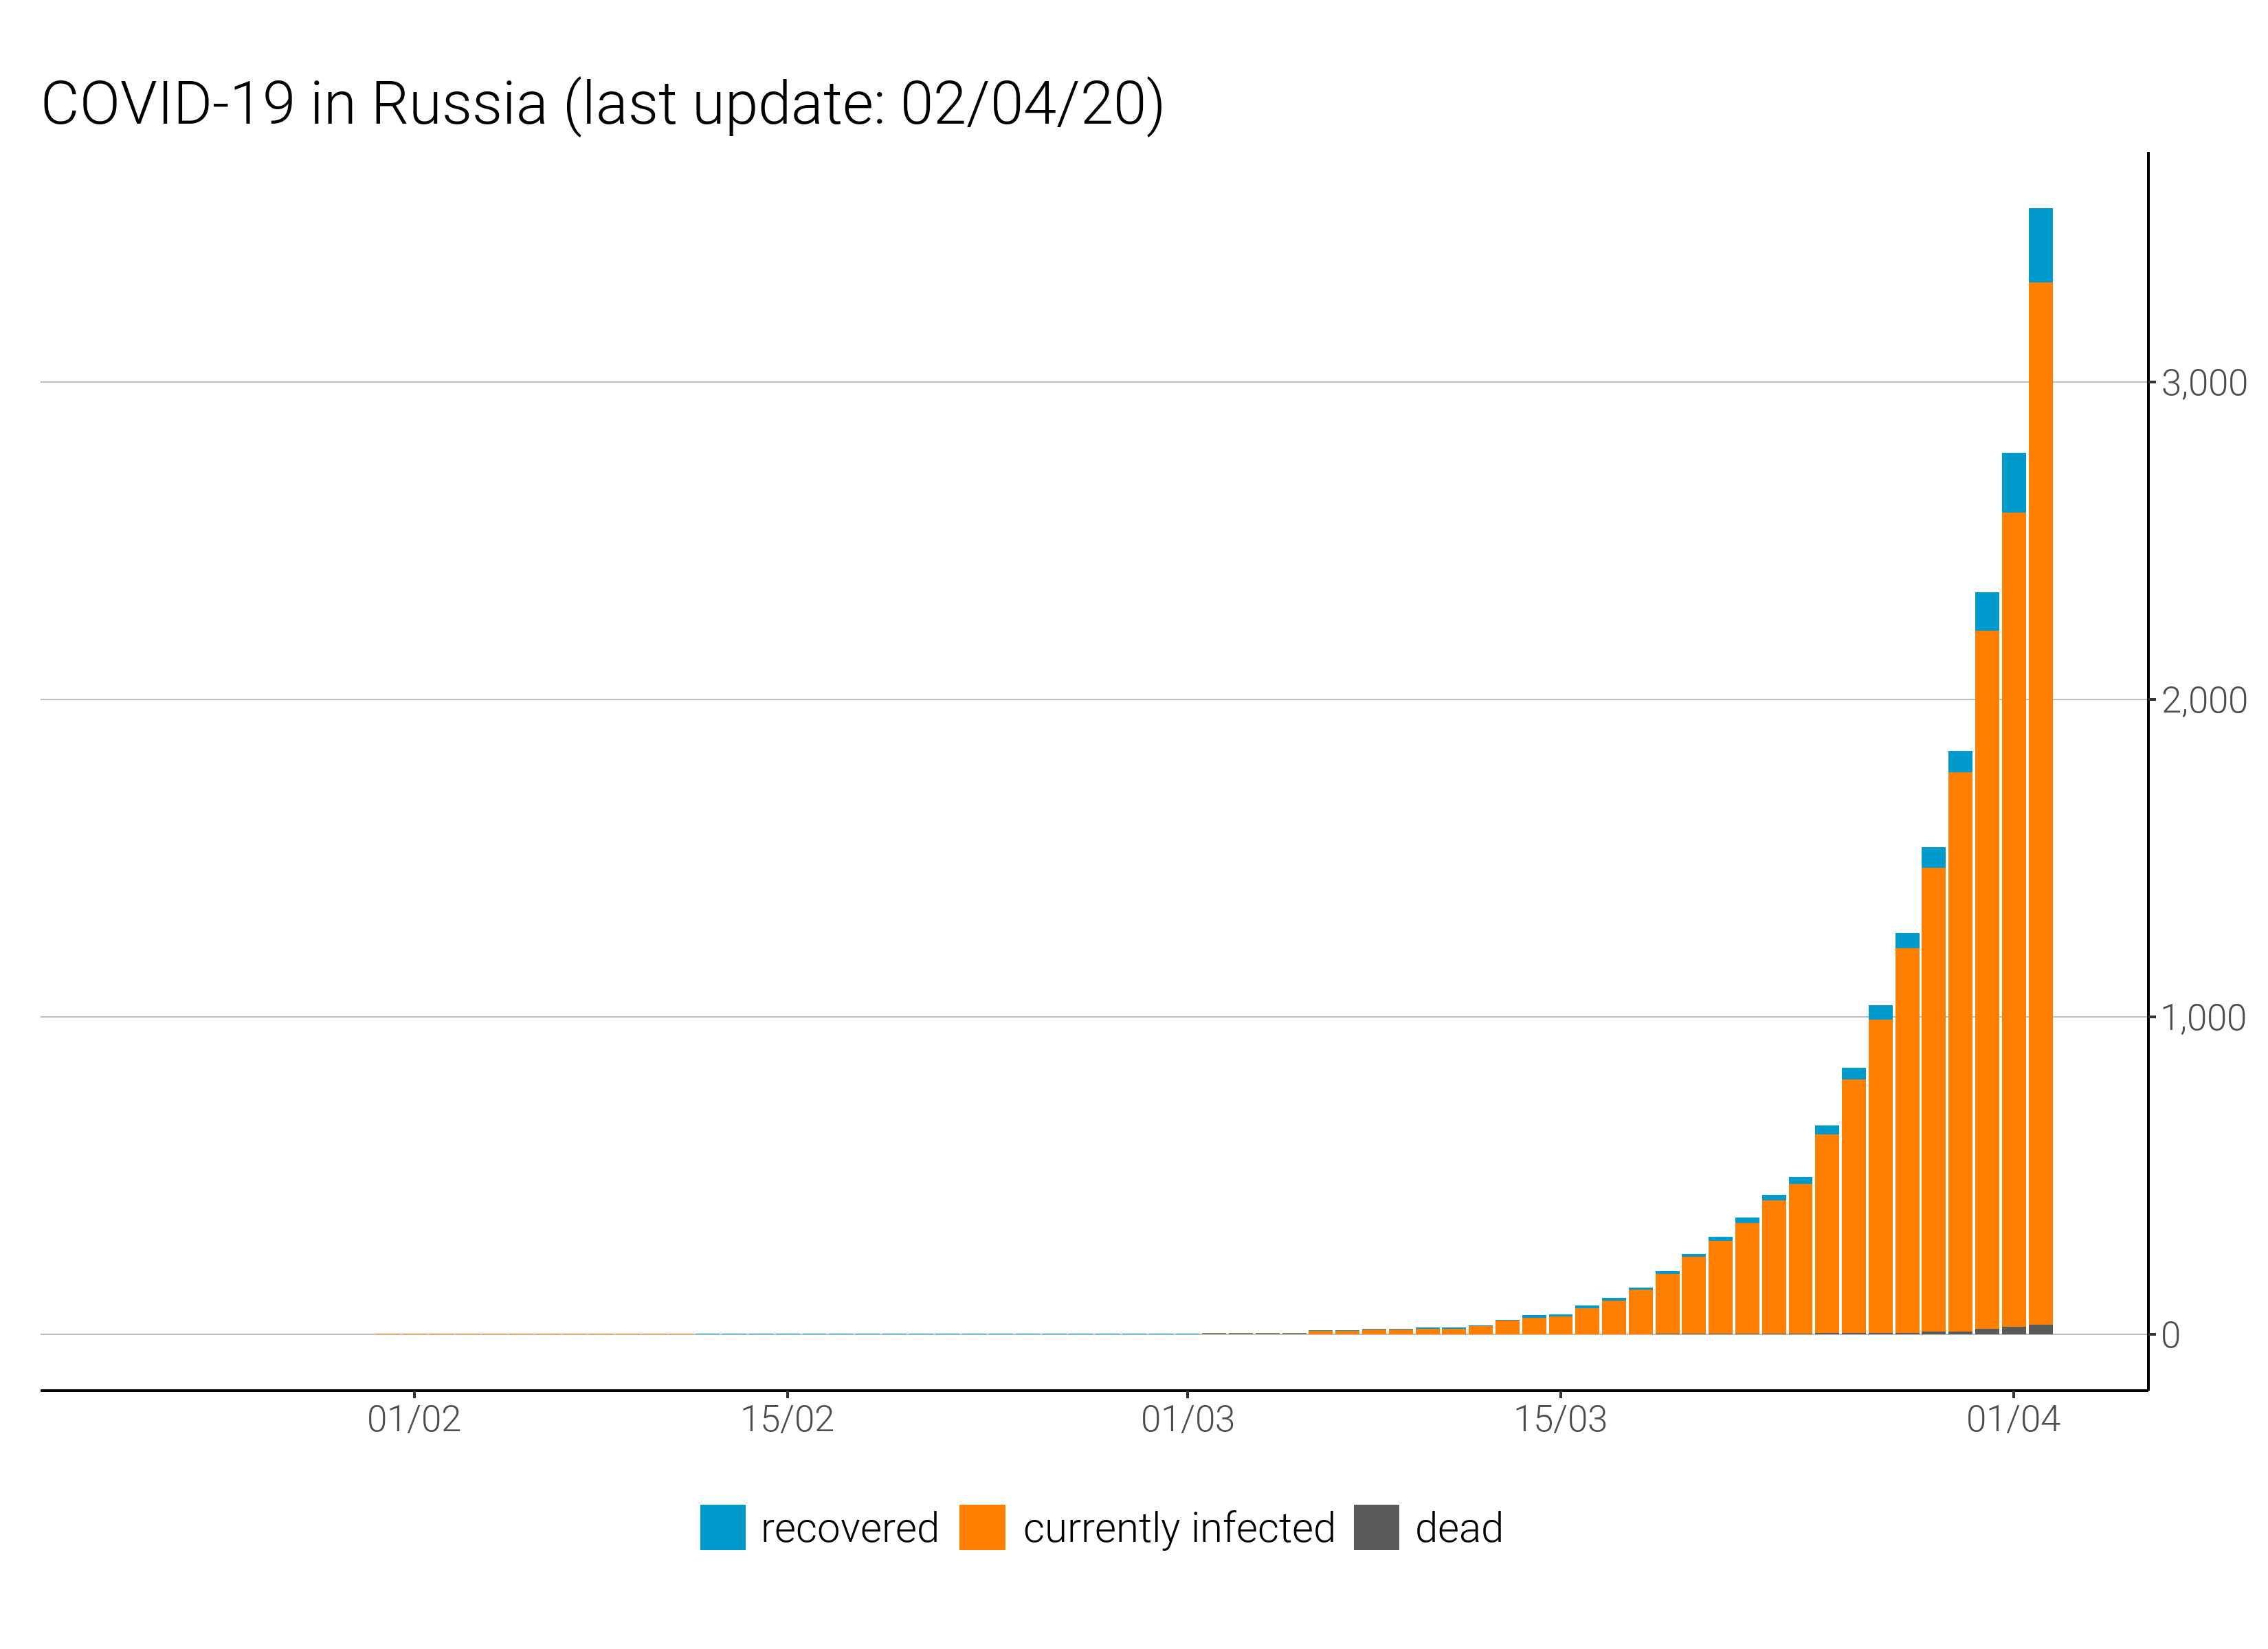 COVID-19 in Russia (last update: 02/04/20)
3,000
2,000
1,000
0
01/02 15/02 01/03 15/03 01/04
recovered currently infected dead